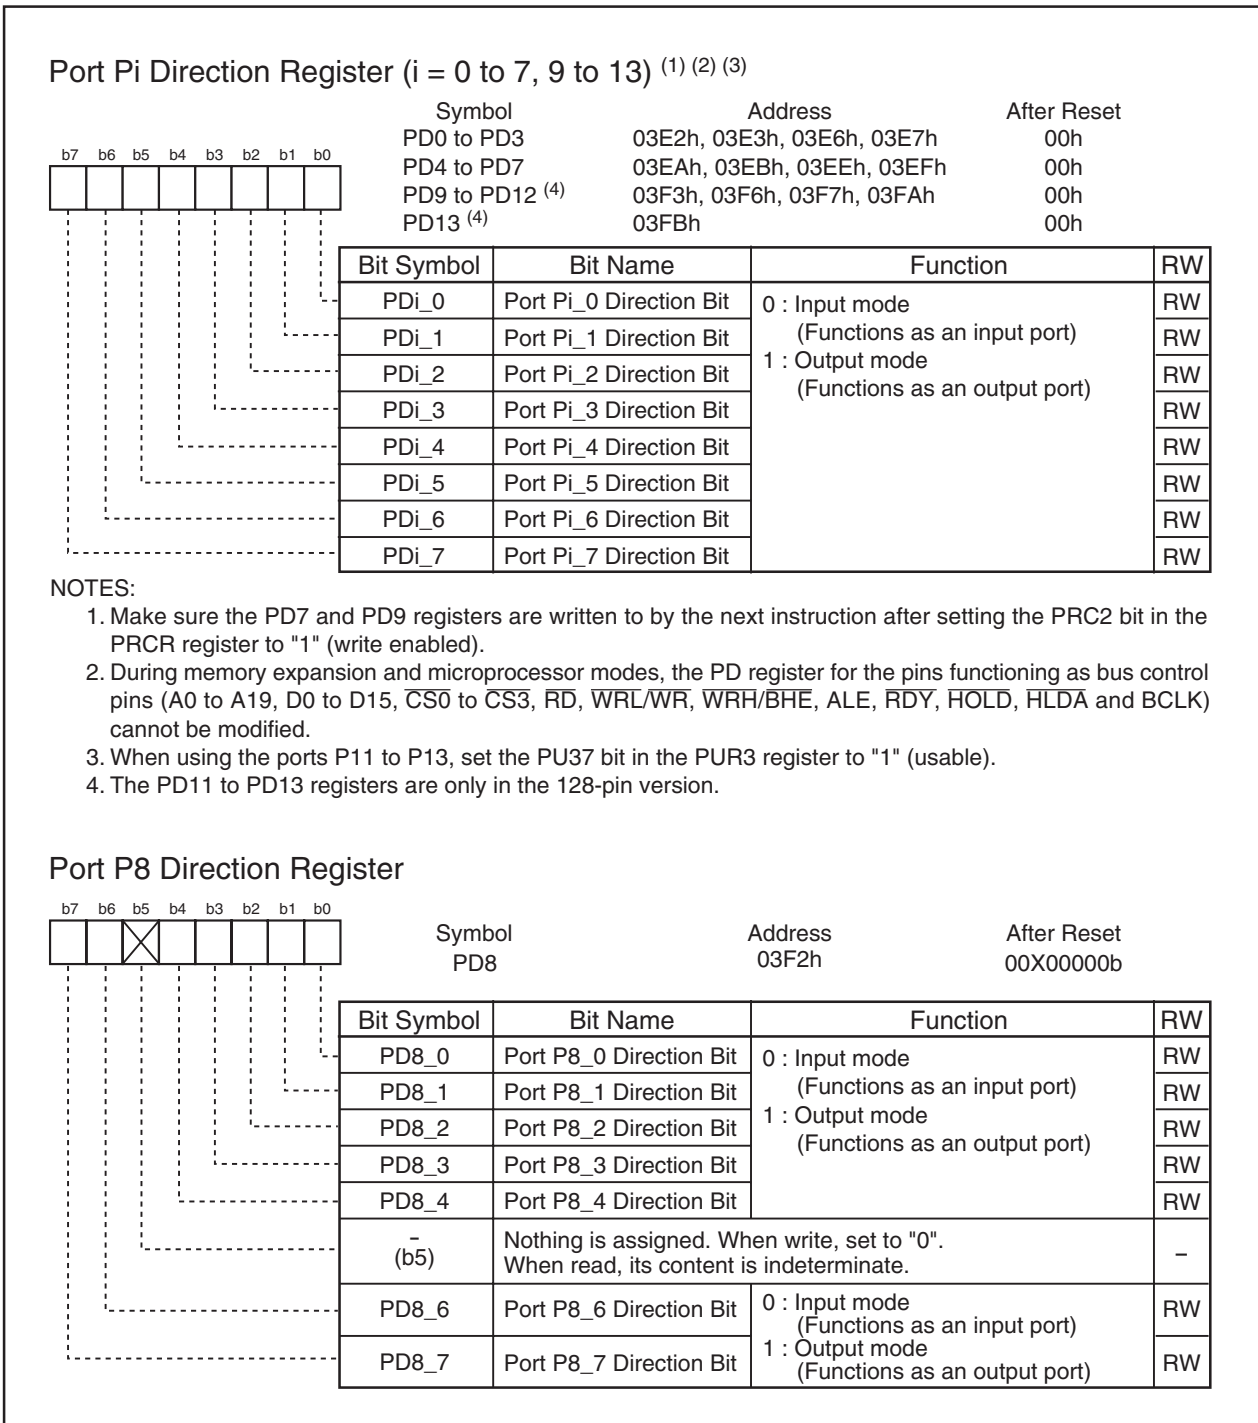 Port Pi Direction Register (i = 0 to 7, 9 to 13) (1) (2) (3)
Symbol Address After Reset
PD0 to PD3 03E2h, 03E3h, 03E6h, 03E7h 00h
PD4 to PD7 03EAh, 03EBh, 03EEh, 03EFh 00h
PD9 to PD12 (4) 03F3h, 03F6h, 03F7h, 03FAh 00h
PD13 (4) 03FBh 00h
b7 b6 b5 b4 b3 b2 b1 b0
Bit Symbol Bit Name Function RW
PDi_0 Port Pi_0 Direction Bit 0 : Input mode RW
(Functions as an input port)
PDi_1 Port Pi_1 Direction Bit RW
1 : Output mode
PDi_2 Port Pi_2 Direction Bit RW
(Functions as an output port)
PDi_3 Port Pi_3 Direction Bit RW
PDi_4 Port Pi_4 Direction Bit RW
PDi_5 Port Pi_5 Direction Bit RW
PDi_6 Port Pi_6 Direction Bit RW
PDi_7 Port Pi_7 Direction Bit RW
NOTES:
1. Make sure the PD7 and PD9 registers are written to by the next instruction after setting the PRC2 bit in the
PRCR register to "1" (write enabled).
2. During memory expansion and microprocessor modes, the PD register for the pins functioning as bus control
pins (A0 to A19, D0 to D15, C̅S̅0̅ to C̅S̅3̅, R̅D̅, W̅R̅L̅/W̅R̅, W̅R̅H̅/B̅H̅E̅, ALE, R̅D̅Y̅, H̅O̅L̅D̅, H̅L̅D̅A̅ and BCLK)
cannot be modified.
3. When using the ports P11 to P13, set the PU37 bit in the PUR3 register to "1" (usable).
4. The PD11 to PD13 registers are only in the 128-pin version.
Port P8 Direction Register
b7 b6 b5 b4 b3 b2 b1 b0
Symbol Address After Reset
PD8 03F2h 00X00000b
Bit Symbol Bit Name Function RW
PD8_0 Port P8_0 Direction Bit 0 : Input mode RW
(Functions as an input port)
PD8_1 Port P8_1 Direction Bit RW
1 : Output mode
PD8_2 Port P8_2 Direction Bit RW
(Functions as an output port)
PD8_3 Port P8_3 Direction Bit RW
PD8_4 Port P8_4 Direction Bit RW
–
(b5)
Nothing is assigned. When write, set to "0".
When read, its content is indeterminate.
–
PD8_6 Port P8_6 Direction Bit 0 : Input mode RW
(Functions as an input port)
1 : Output mode
PD8_7 Port P8_7 Direction Bit (Functions as an output port) RW